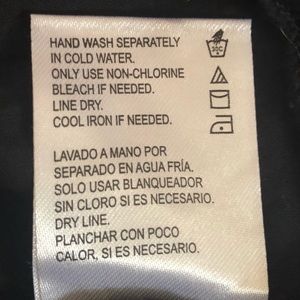 HAND WASH SEPARATELY
IN COLD WATER.
ONLY USE NON-CHLORINE
BLEACH IF NEEDED.
LINE DRY.
COOL IRON IF NEEDED.
30C
LAVADO A MANO POR
SEPARADO EN AGUA FRÍA.
SOLO USAR BLANQUEADOR
SIN CLORO SI ES NECESARIO.
DRY LINE.
PLANCHAR CON POCO
CALOR, SI ES NECESARIO.